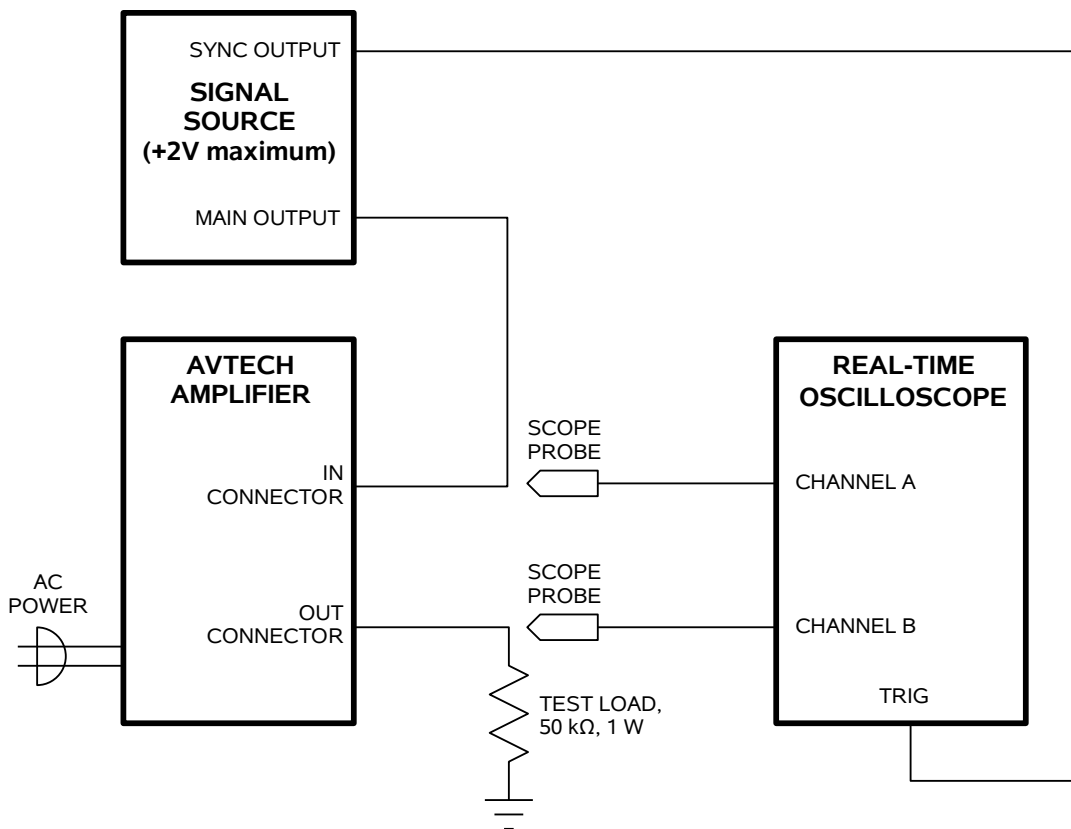 SYNC OUTPUT
SIGNAL
SOURCE
(+2V maximum)
MAIN OUTPUT
AVTECH
AMPLIFIER
IN
CONNECTOR
OUT
CONNECTOR
AC
POWER
SCOPE
PROBE
SCOPE
PROBE
TEST LOAD,
50 kΩ, 1 W
REAL-TIME
OSCILLOSCOPE
CHANNEL A
CHANNEL B
TRIG